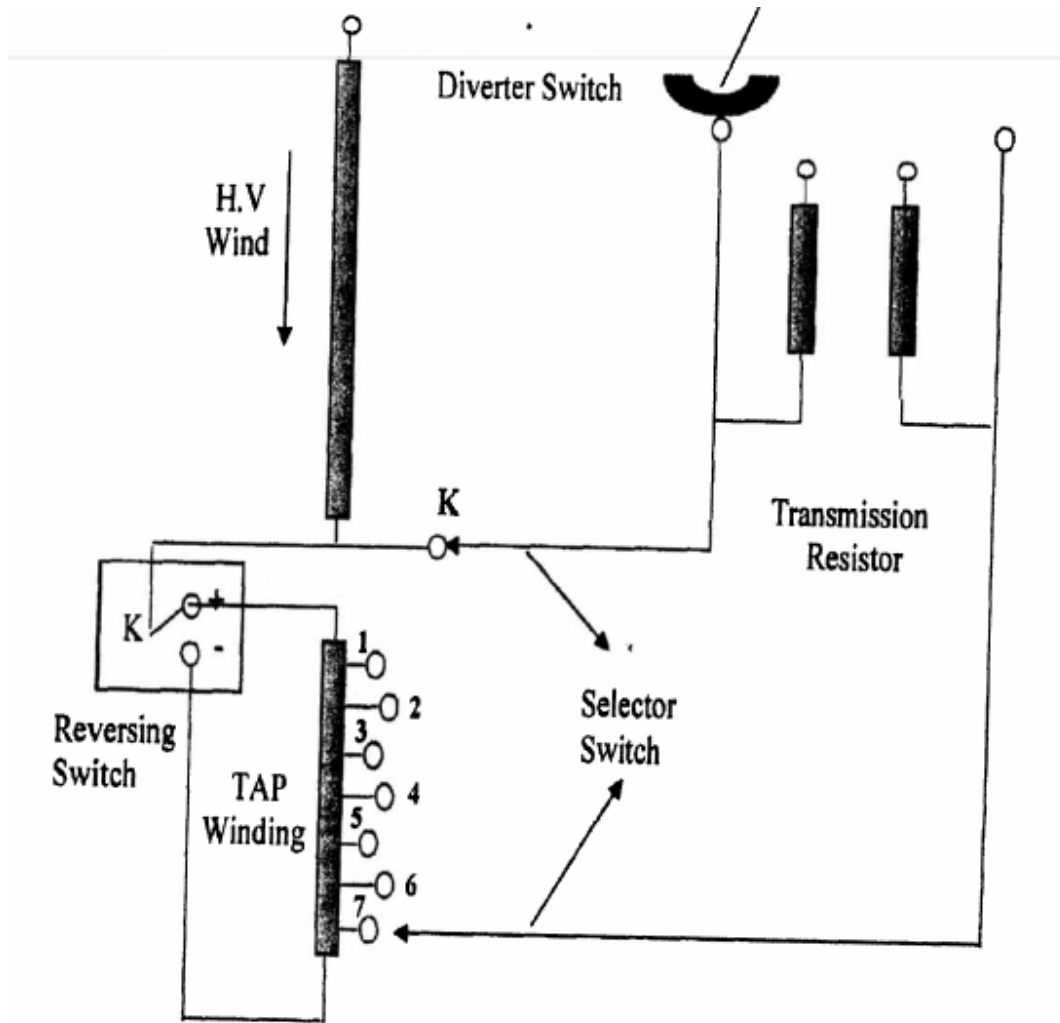 Diverter Switch
H.V
Wind
K
Transmission
Resistor
+
K
-
Reversing
Switch
TAP
Winding
1
2
3
4
5
6
7
Selector
Switch